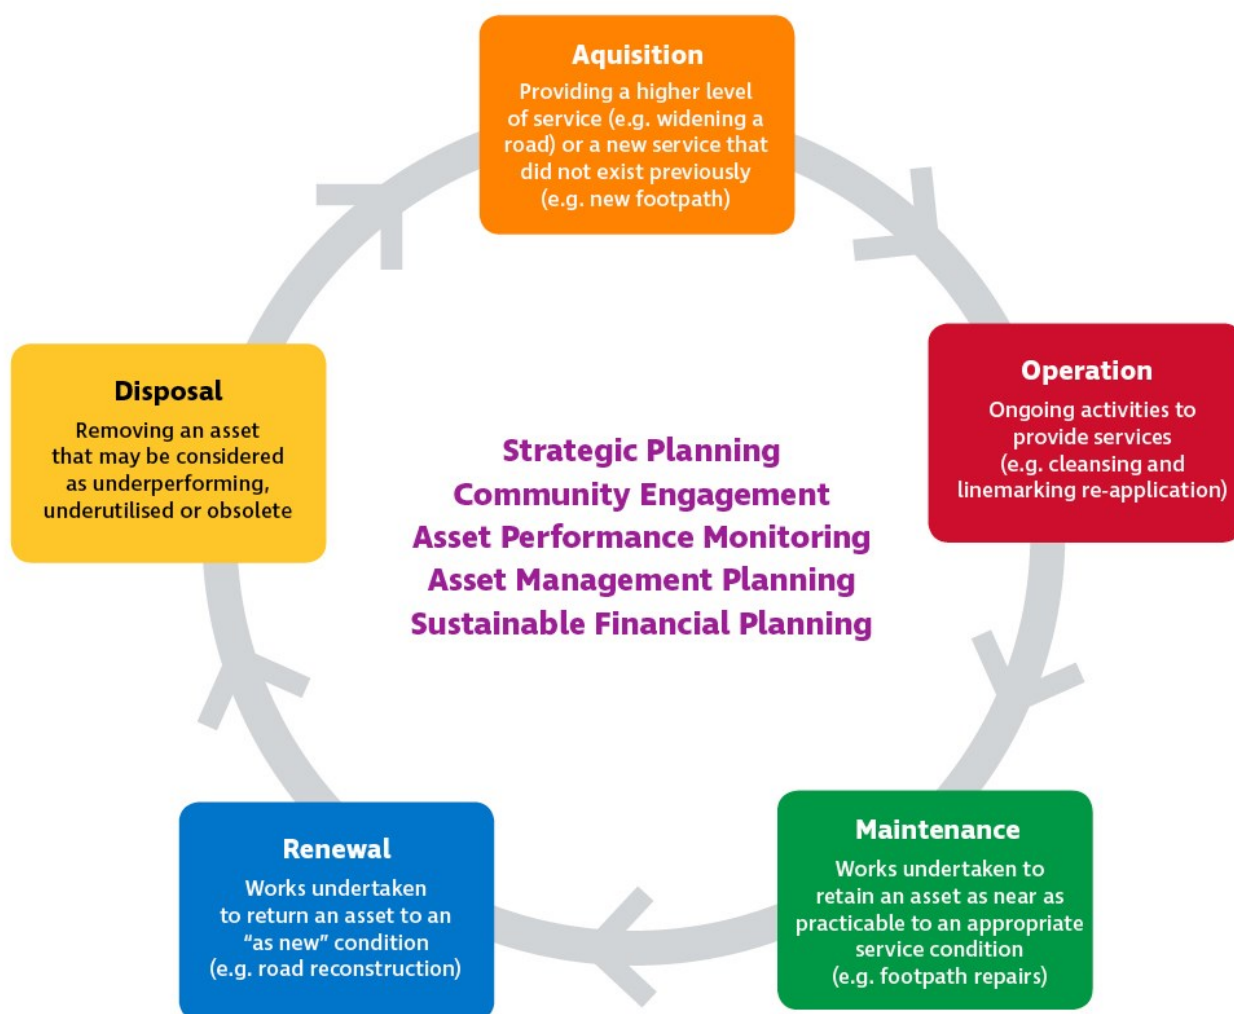 Aquisition
Providing a higher level
of service (e.g. widening a
road) or a new service that
did not exist previously
(e.g. new footpath)
Operation
Ongoing activities to
provide services
(e.g. cleansing and
linemarking re-application)
Maintenance
Works undertaken to
retain an asset as near as
practicable to an appropriate
service condition
(e.g. footpath repairs)
Renewal
Works undertaken
to return an asset to an
“as new” condition
(e.g. road reconstruction)
Disposal
Removing an asset
that may be considered
as underperforming,
underutilised or obsolete
Strategic Planning
Community Engagement
Asset Performance Monitoring
Asset Management Planning
Sustainable Financial Planning